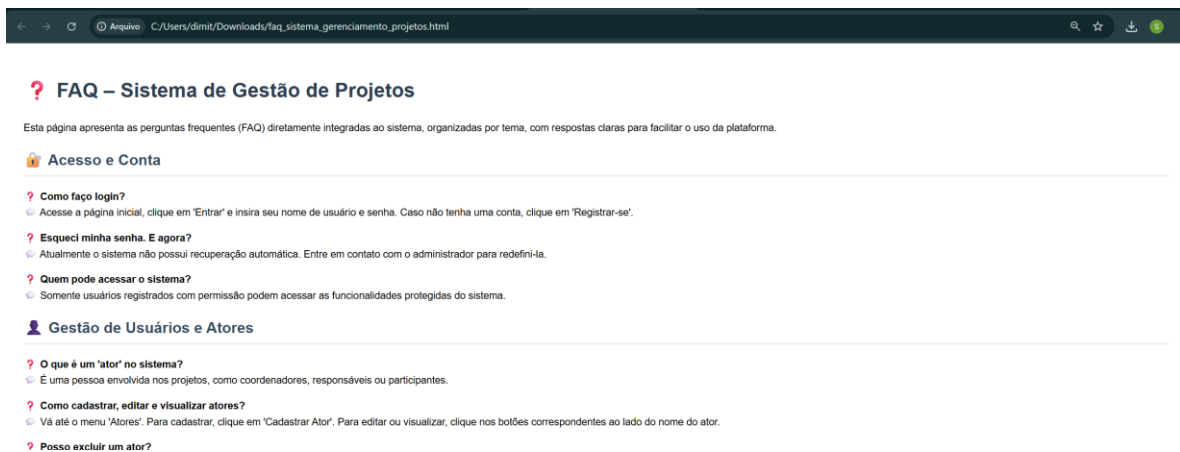 Arquivo C:/Users/dimit/Downloads/faq_sistema_gerenciamento_projetos.html
S
❓ FAQ – Sistema de Gestão de Projetos
Esta página apresenta as perguntas frequentes (FAQ) diretamente integradas ao sistema, organizadas por tema, com respostas claras para facilitar o uso da plataforma.
🔐 Acesso e Conta
❓ Como faço login?
💬 Acesse a página inicial, clique em 'Entrar' e insira seu nome de usuário e senha. Caso não tenha uma conta, clique em 'Registrar-se'.
❓ Esqueci minha senha. E agora?
💬 Atualmente o sistema não possui recuperação automática. Entre em contato com o administrador para redefini-la.
❓ Quem pode acessar o sistema?
💬 Somente usuários registrados com permissão podem acessar as funcionalidades protegidas do sistema.
👤 Gestão de Usuários e Atores
❓ O que é um 'ator' no sistema?
💬 É uma pessoa envolvida nos projetos, como coordenadores, responsáveis ou participantes.
❓ Como cadastrar, editar e visualizar atores?
💬 Vá até o menu 'Atores'. Para cadastrar, clique em 'Cadastrar Ator'. Para editar ou visualizar, clique nos botões correspondentes ao lado do nome do ator.
❓ Posso excluir um ator?